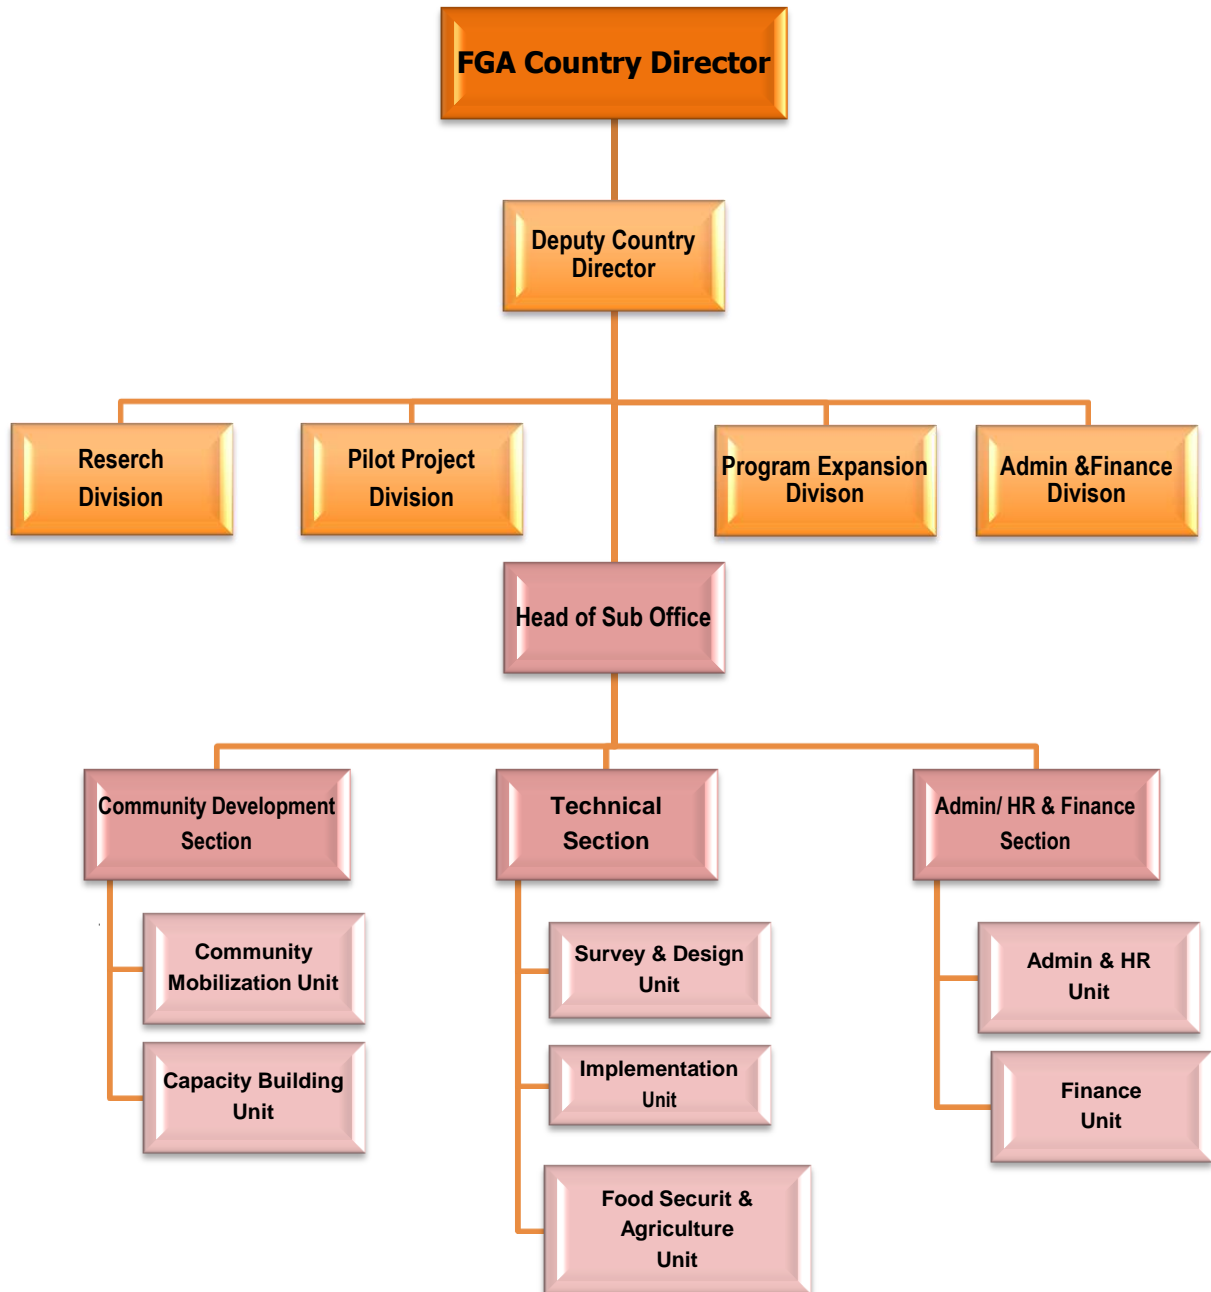 FGA Country Director
Deputy Country
Director
Reserch
Division
Pilot Project
Division
Program Expansion
Divison
Admin &Finance
Divison
Head of Sub Office
Community Development
Section
Technical
Section
Admin/ HR & Finance
Section
Community
Mobilization Unit
Capacity Building
Unit
Survey & Design
Unit
Implementation
Unit
Food Securit &
Agriculture
Unit
Admin & HR
Unit
Finance
Unit